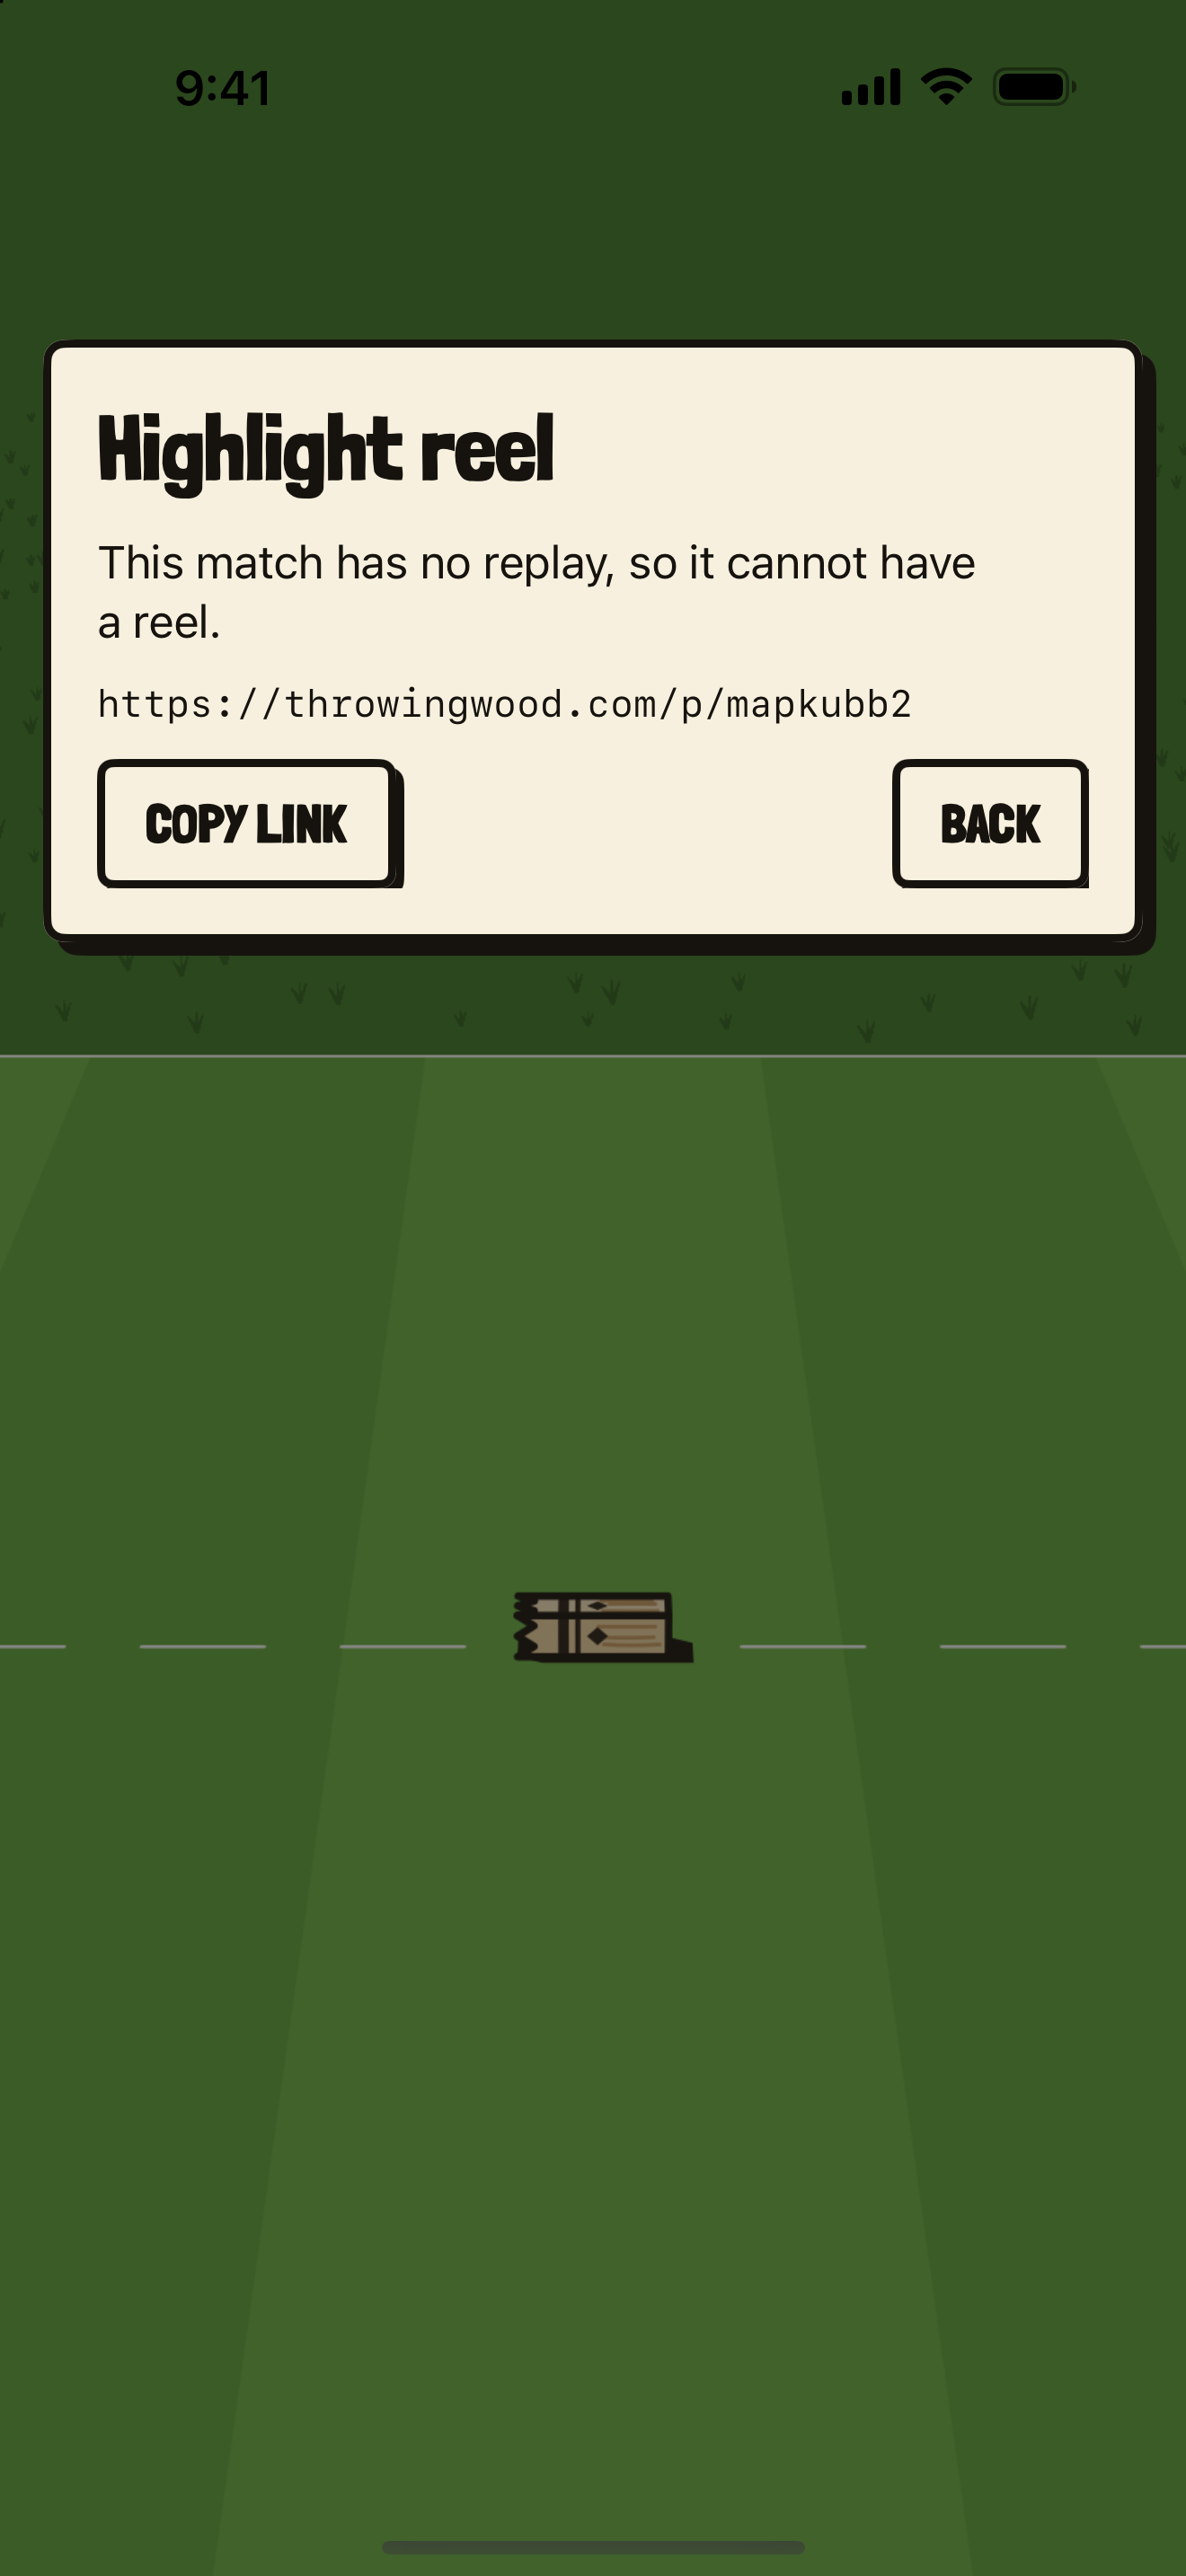 9:41
Highlight reel
This match has no replay, so it cannot have
a reel.
https://throwingwood.com/p/mapkubb2
COPY LINK
BACK